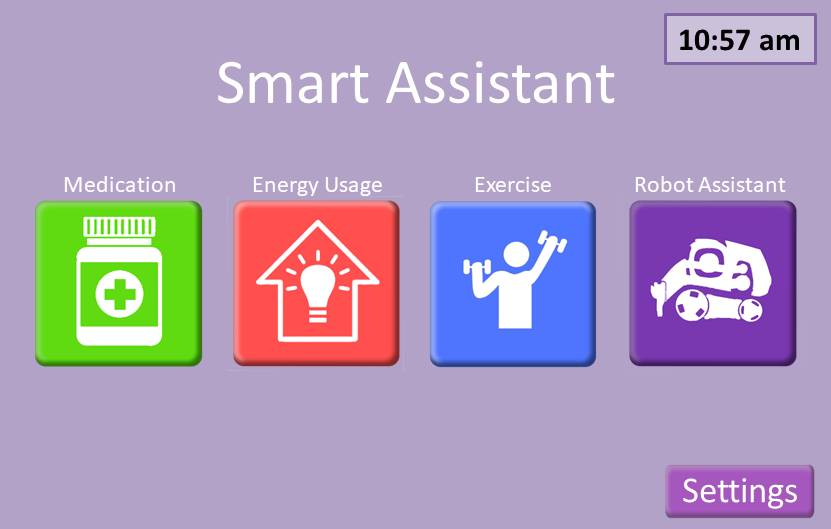 10:57 am
Smart Assistant
Medication
Energy Usage
Exercise
Robot Assistant
Settings